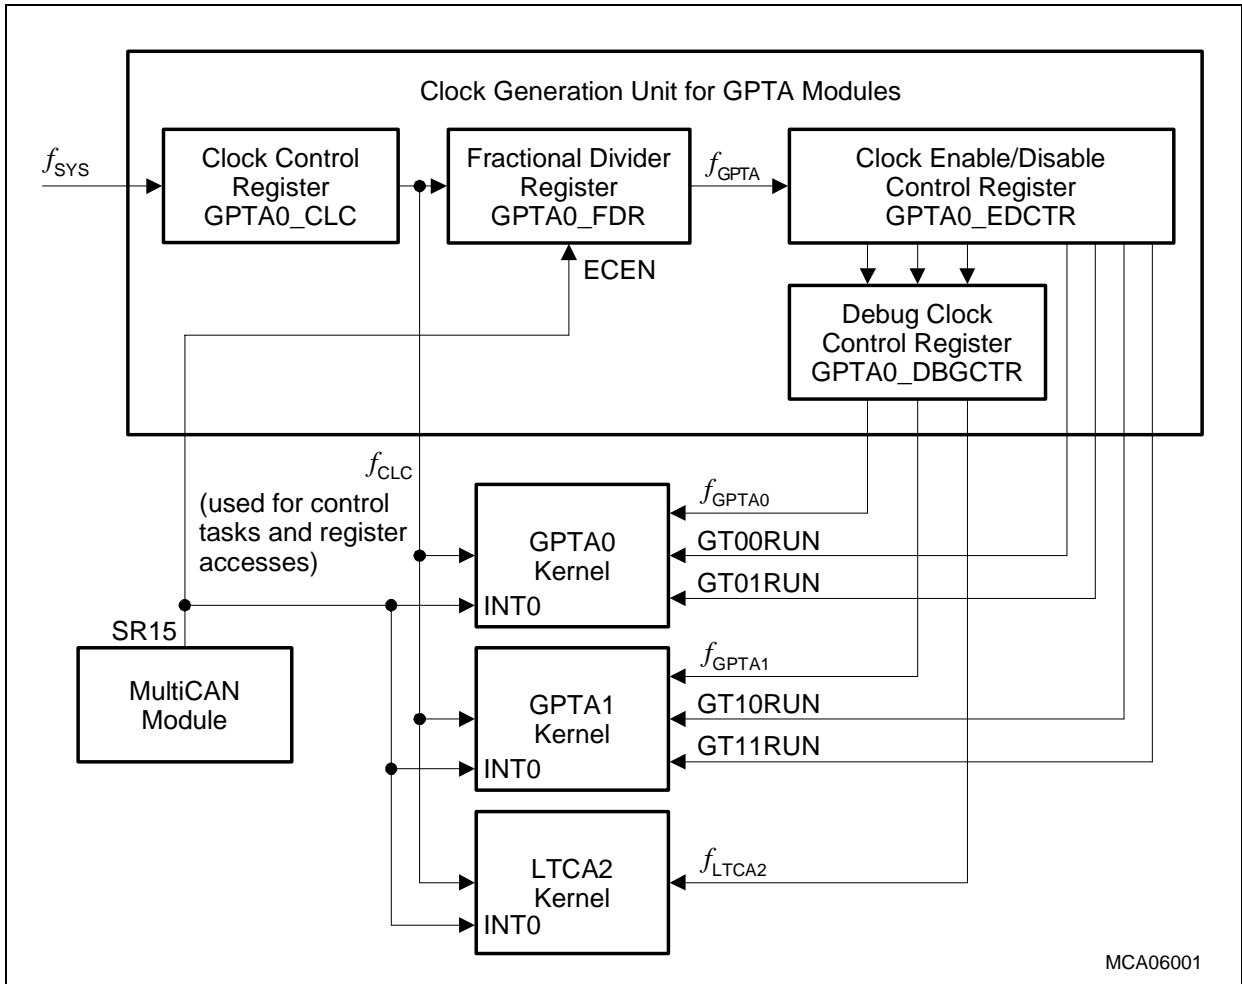 Clock Generation Unit for GPTA Modules
fSYS
Clock Control
Register
GPTA0_CLC
Fractional Divider
Register
GPTA0_FDR
fGPTA
Clock Enable/Disable
Control Register
GPTA0_EDCTR
ECEN
Debug Clock
Control Register
GPTA0_DBGCTR
fCLC
(used for control
tasks and register
accesses)
GPTA0
Kernel
INT0
fGPTA0
GT00RUN
GT01RUN
SR15
MultiCAN
Module
GPTA1
Kernel
INT0
fGPTA1
GT10RUN
GT11RUN
LTCA2
Kernel
INT0
fLTCA2
MCA06001